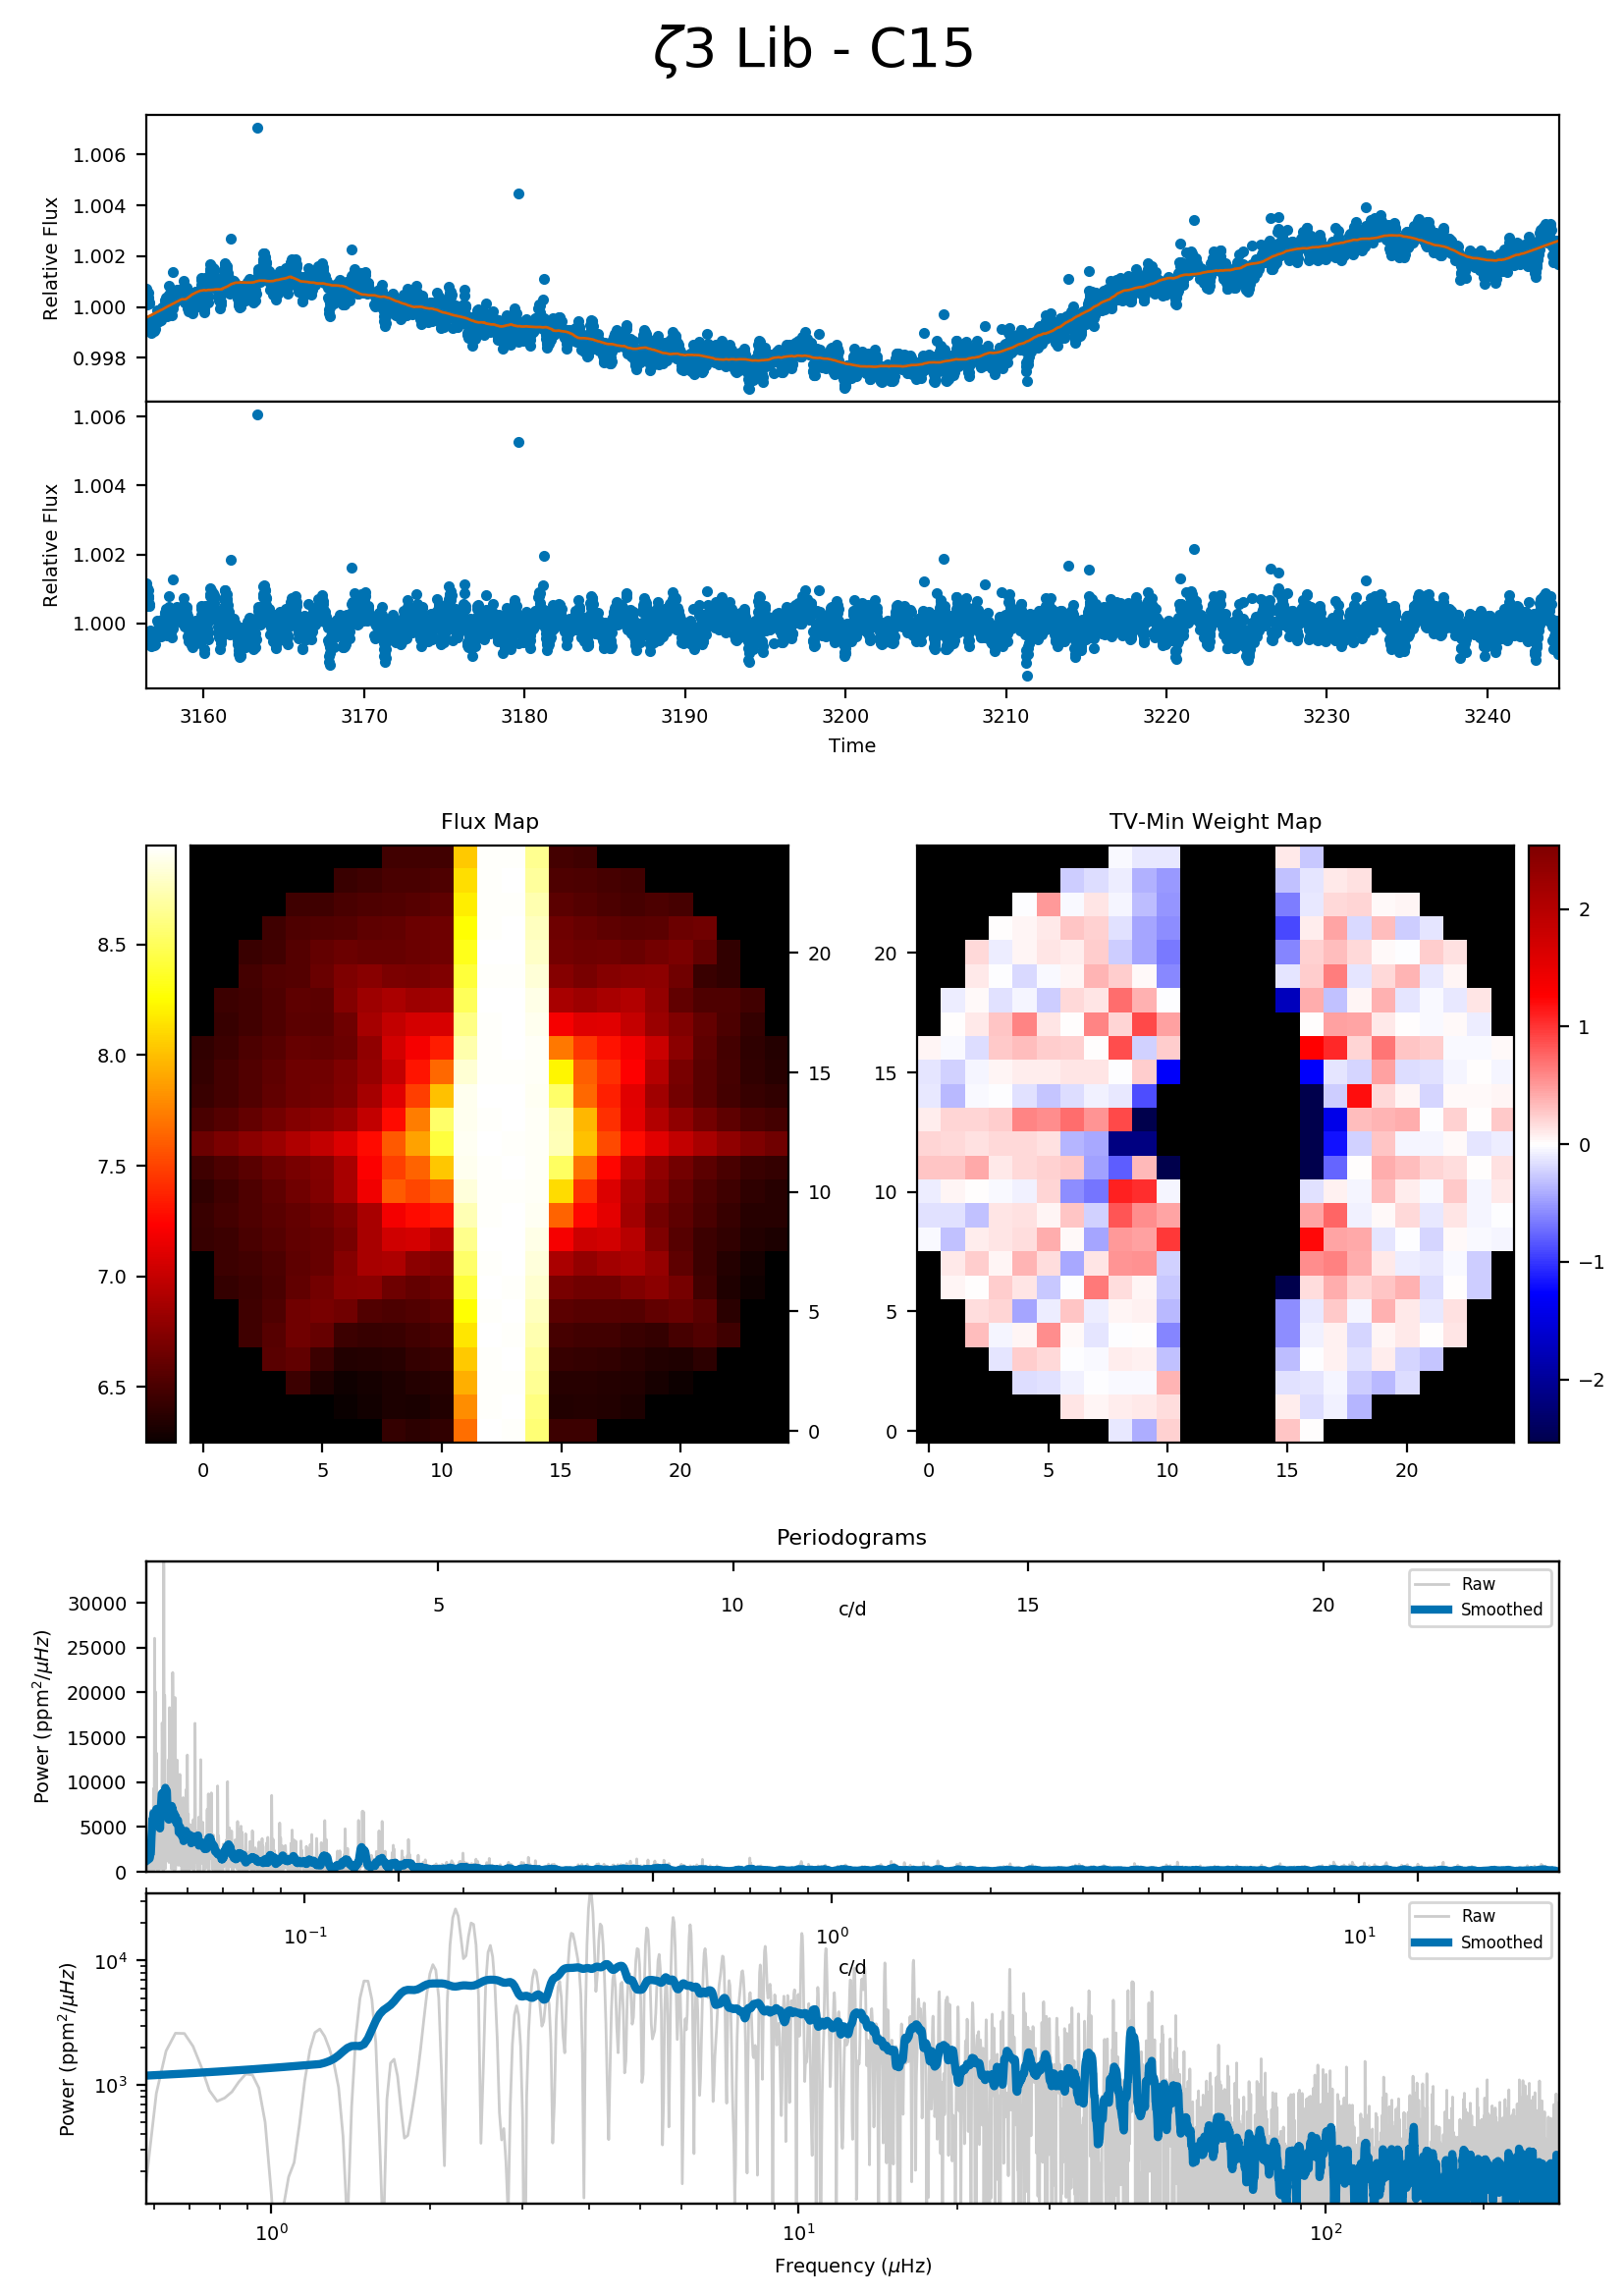 ζ3 Lib - C15
Relative Flux
1.006
1.004
1.002
1.000
0.998
Relative Flux
1.006
1.004
1.002
1.000
3160 3170 3180 3190 3200 3210 3220 3230 3240
Time
Flux Map
8.5
8.0
7.5
7.0
6.5
20
15
10
5
0
0 5 10 15 20
TV-Min Weight Map
20
15
10
5
0
0 5 10 15 20
2
1
0
−1
−2
Periodograms
Power (ppm²/μHz)
30000
25000
20000
15000
10000
5000
0
5 10 15 20
c/d
Raw
Smoothed
Power (ppm²/μHz)
10⁴
10³
10⁻¹ 10⁰ 10¹
c/d
Raw
Smoothed
10⁰ 10¹ 10²
Frequency (μHz)